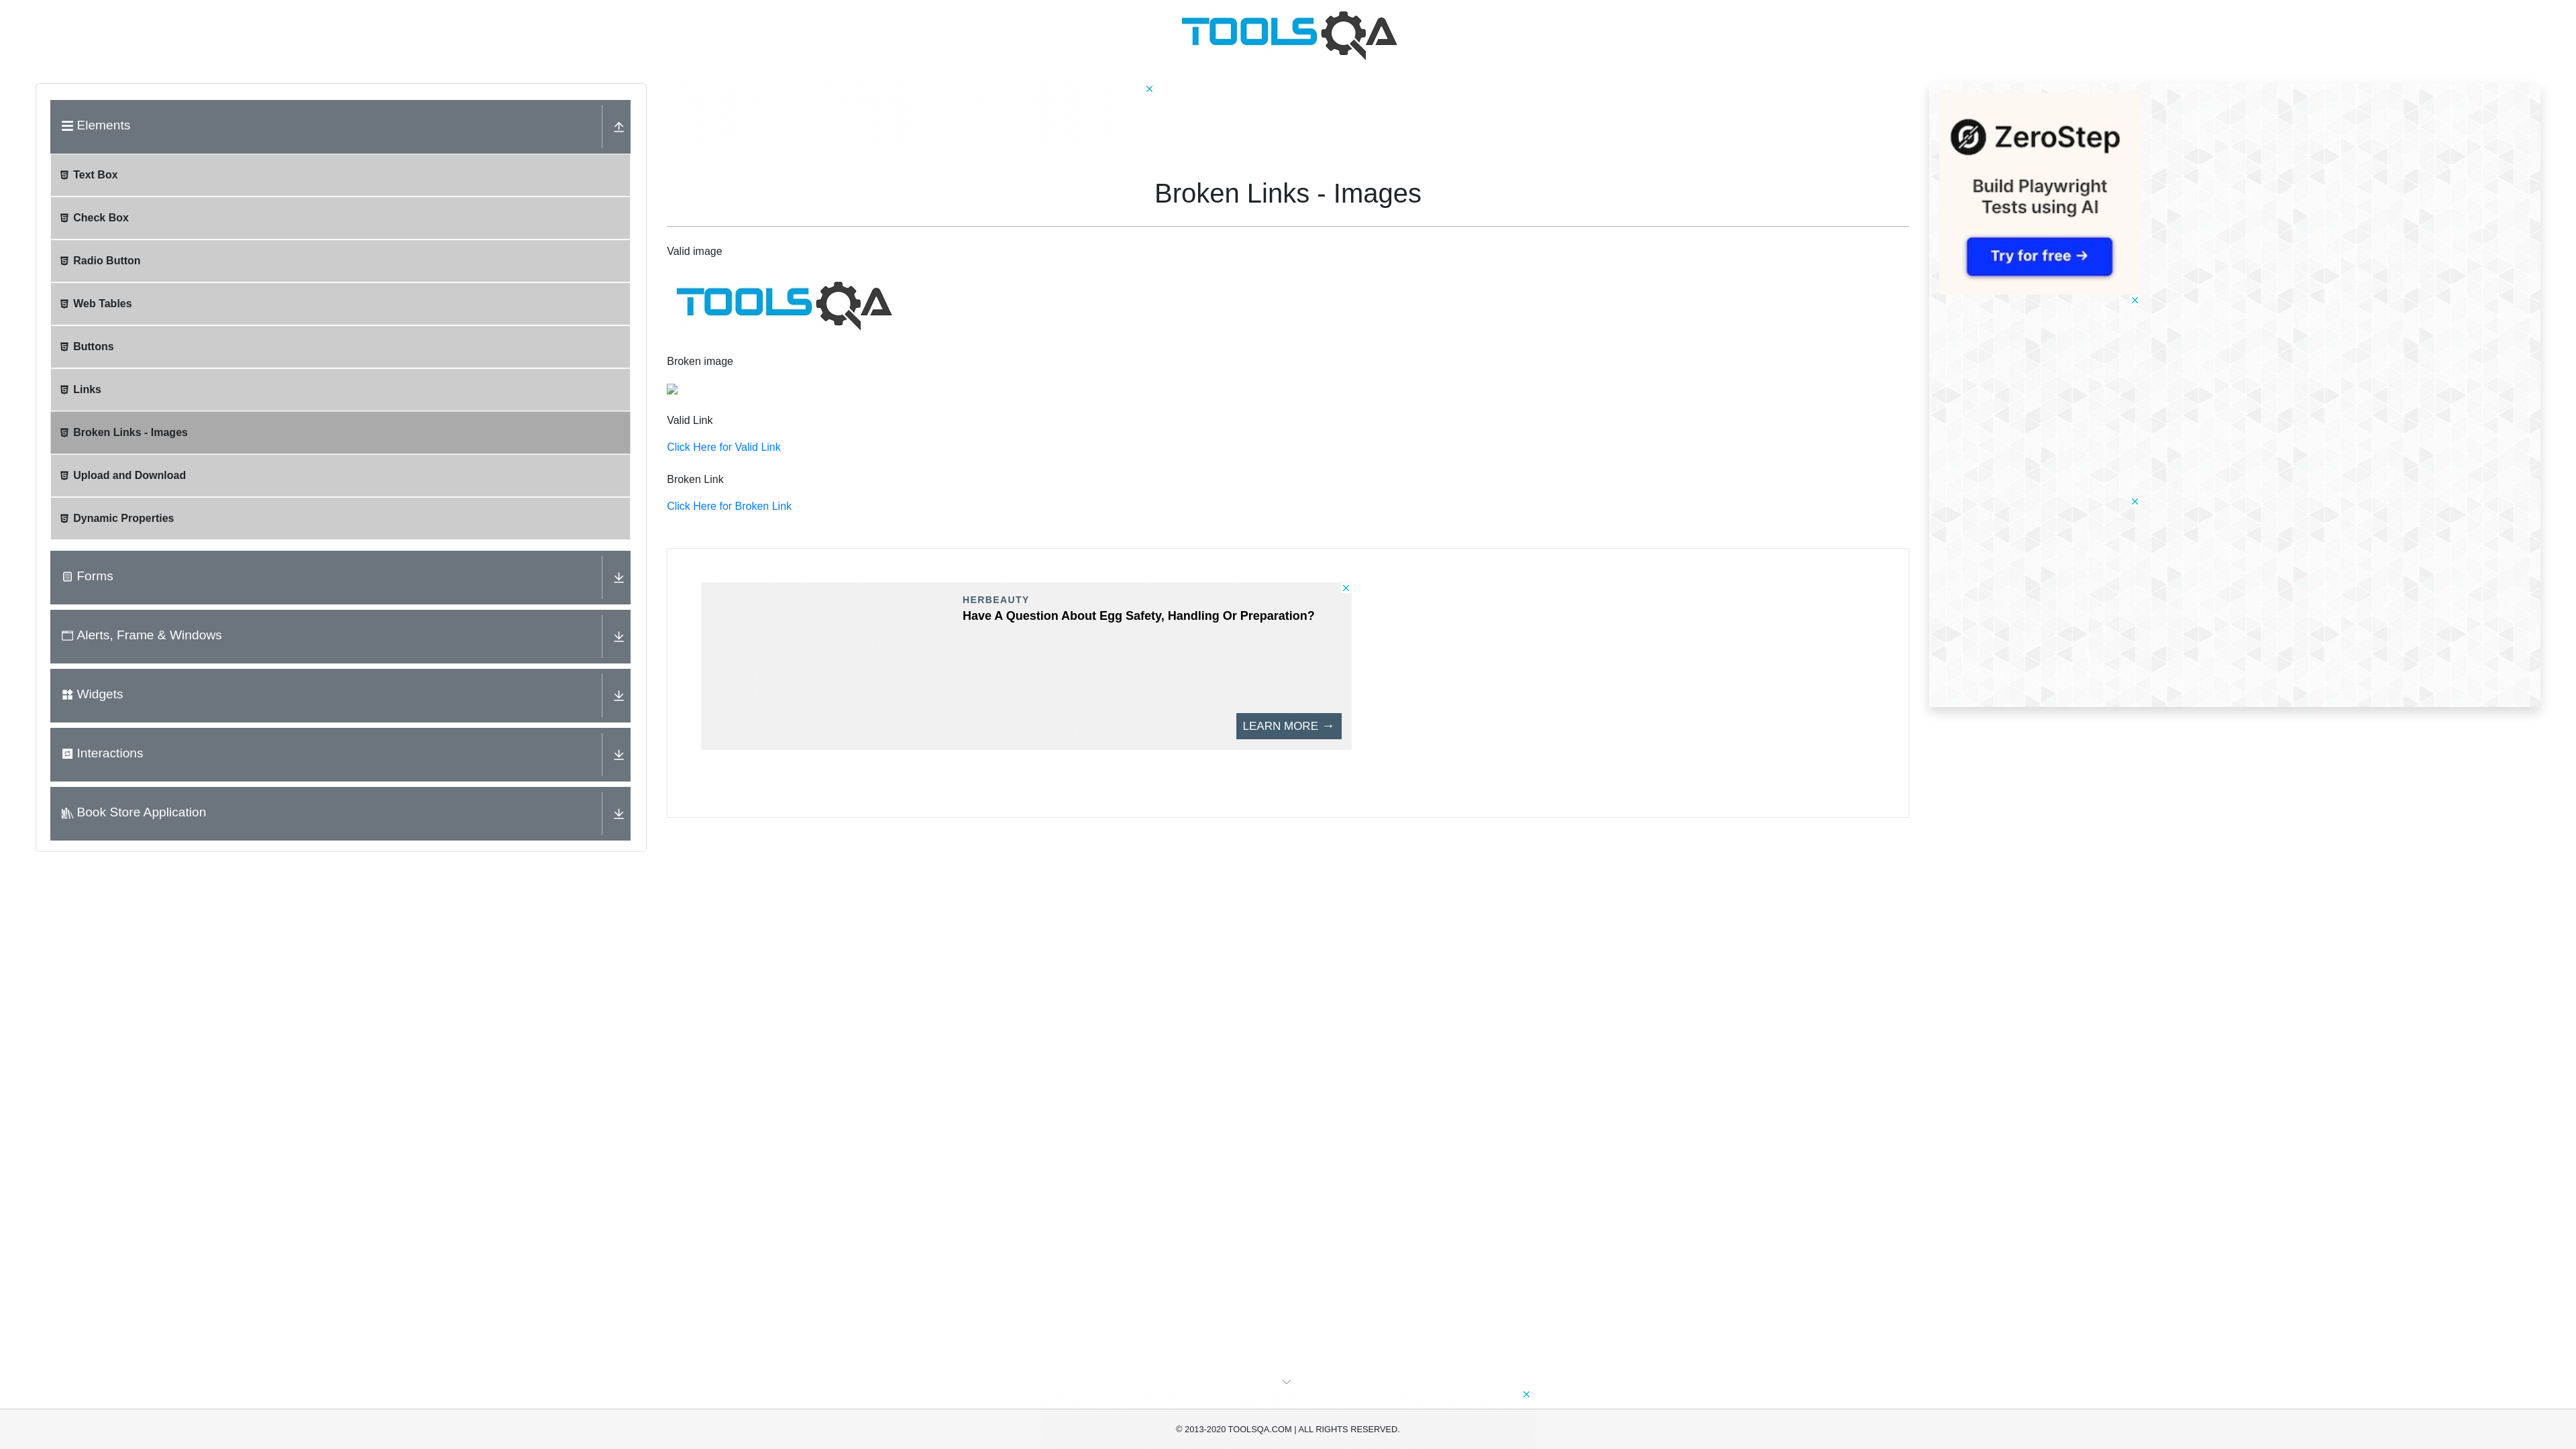 TOOLSQA
Elements
Text Box
Check Box
Radio Button
Web Tables
Buttons
Links
Broken Links - Images
Upload and Download
Dynamic Properties
Forms
Alerts, Frame & Windows
Widgets
Interactions
Book Store Application
Broken Links - Images
Valid image
TOOLSQA
Broken image
Valid Link
Click Here for Valid Link
Broken Link
Click Here for Broken Link
HERBEAUTY
Have A Question About Egg Safety, Handling Or Preparation?
LEARN MORE →
ZeroStep
Build Playwright
Tests using AI
Try for free →
© 2013-2020 TOOLSQA.COM | ALL RIGHTS RESERVED.